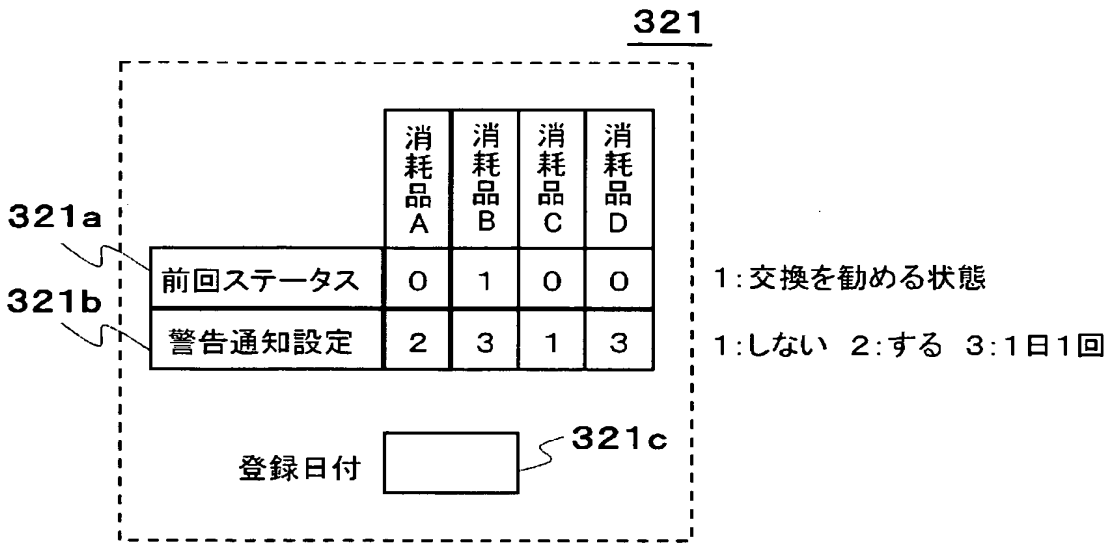 321
消耗品A 消耗品B 消耗品C 消耗品D
321a
前回ステータス 0 1 0 0 1:交換を勧める状態
321b
警告通知設定 2 3 1 3 1:しない 2:する 3:1日1回
登録日付 321c